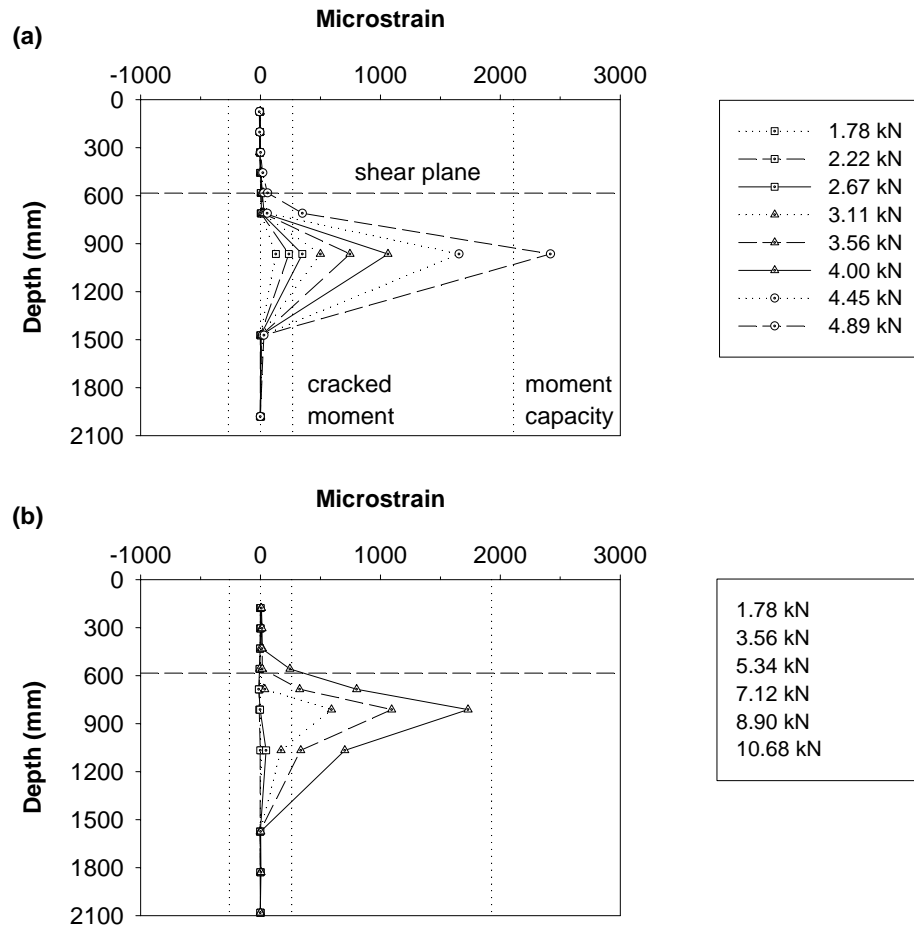 (a)
Microstrain
-1000 0 1000 2000 3000
0
300
600
900
1200
1500
1800
2100
Depth (mm)
shear plane
cracked
moment
moment
capacity
1.78 kN
2.22 kN
2.67 kN
3.11 kN
3.56 kN
4.00 kN
4.45 kN
4.89 kN
(b)
Microstrain
-1000 0 1000 2000 3000
0
300
600
900
1200
1500
1800
2100
Depth (mm)
1.78 kN
3.56 kN
5.34 kN
7.12 kN
8.90 kN
10.68 kN